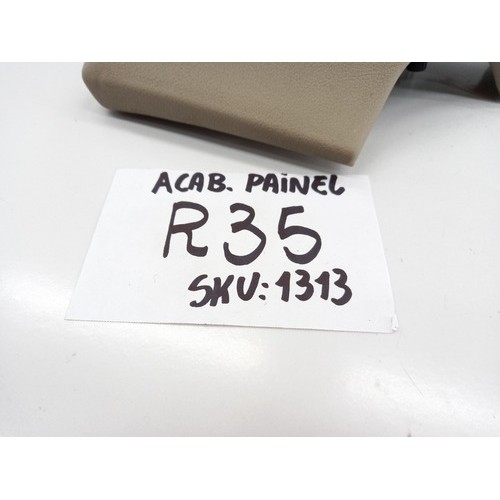 ACAB. PAINEL
R35
SKU: 1313